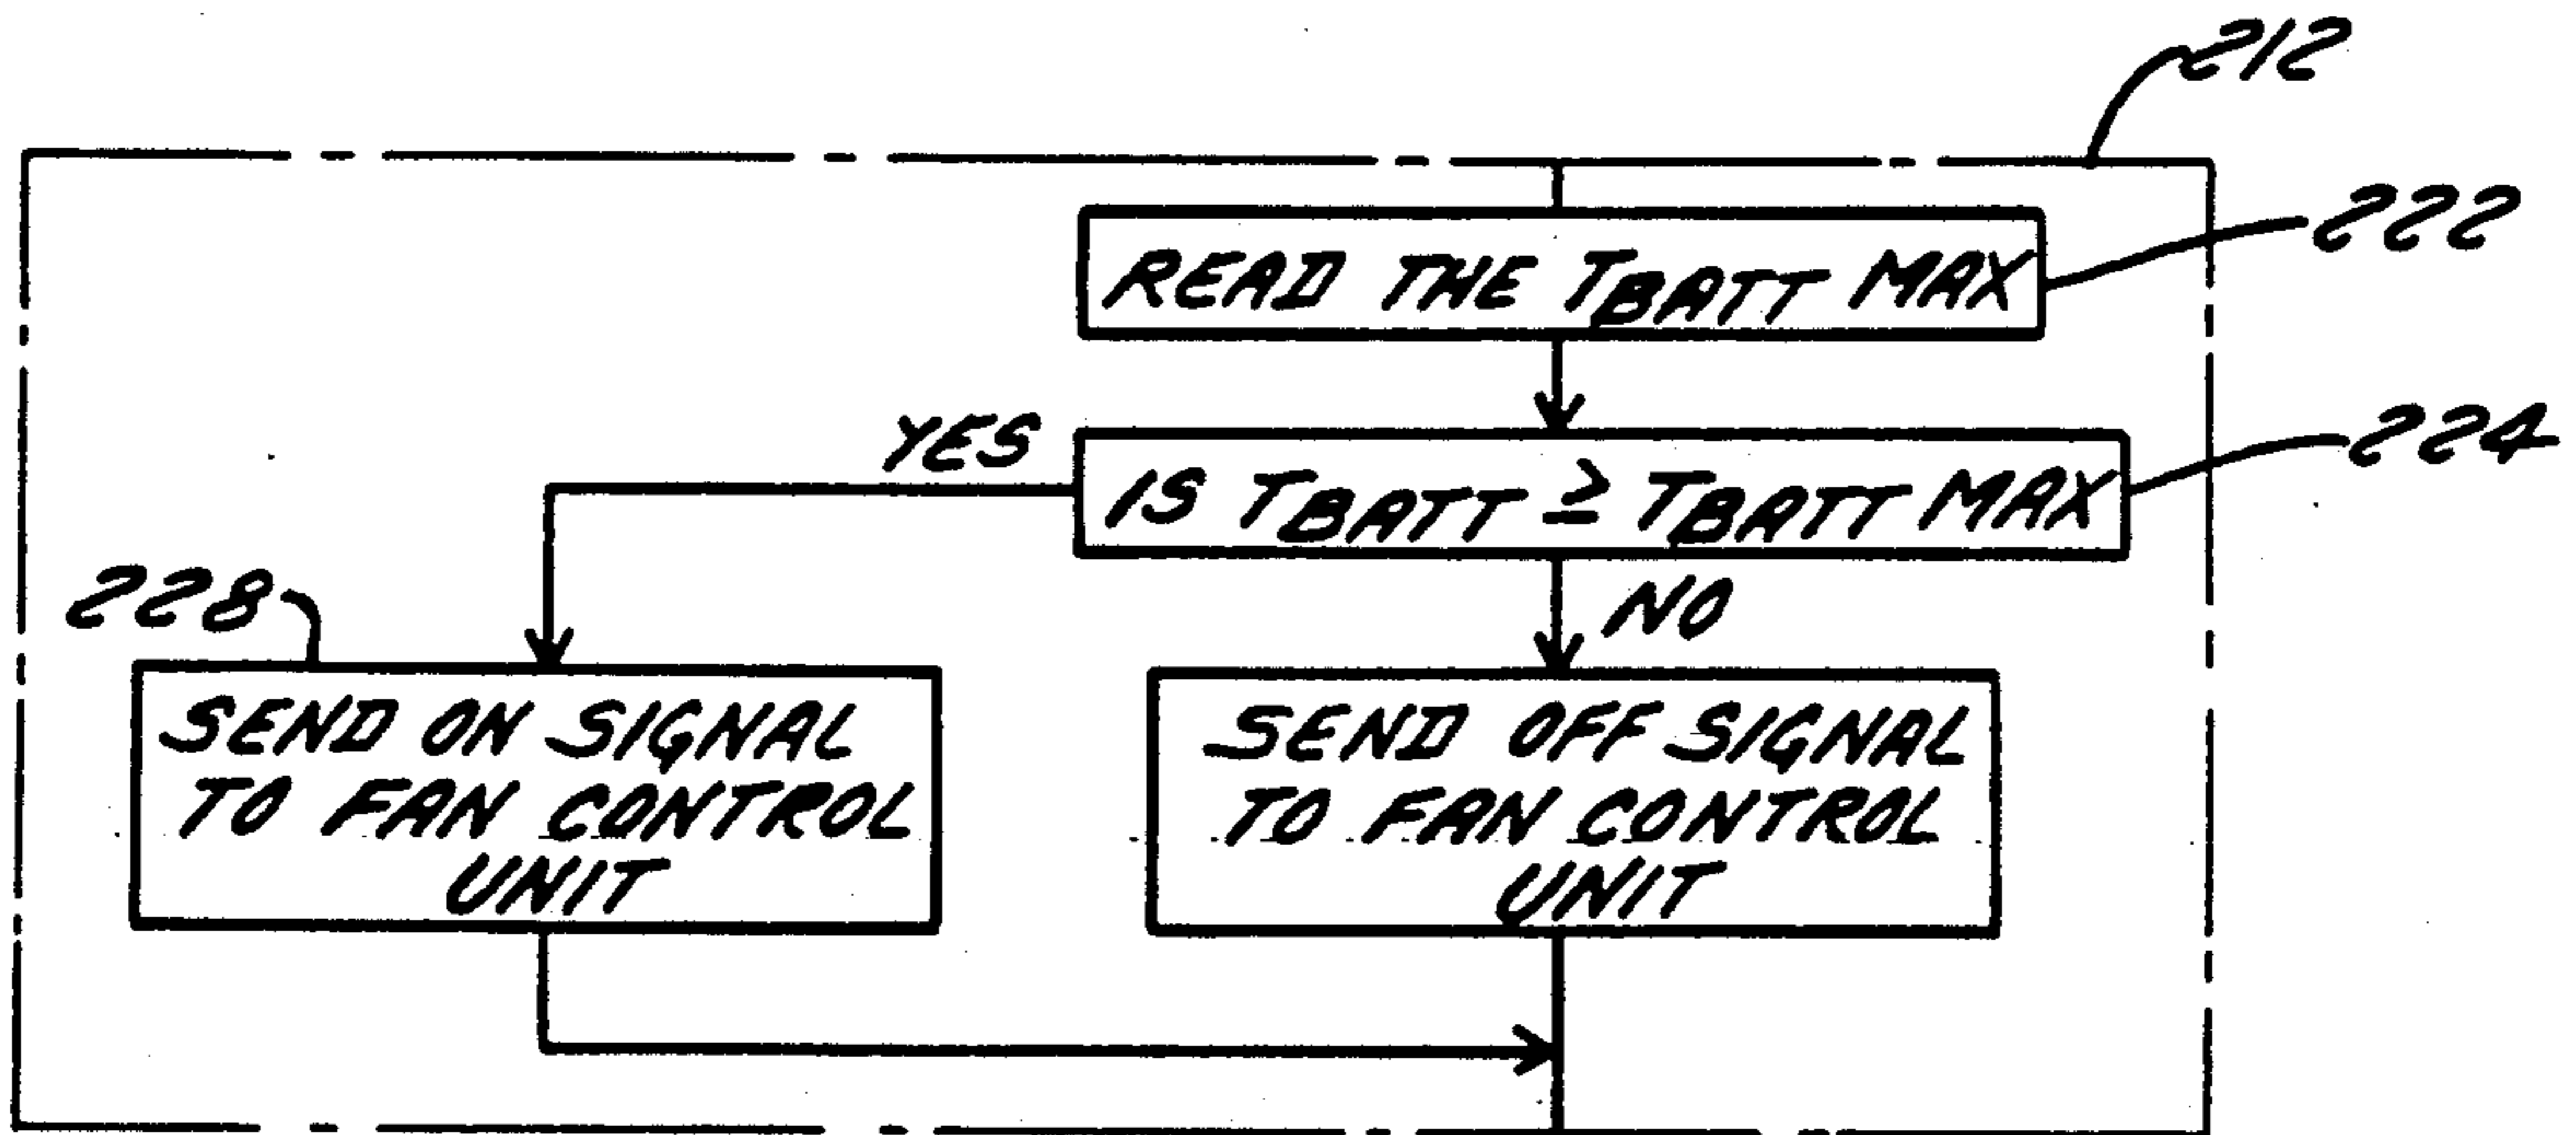 212
READ THE TBATT MAX
222
YES
IS TBATT ≥ TBATT MAX
224
NO
228
SEND ON SIGNAL
TO FAN CONTROL
UNIT
SEND OFF SIGNAL
TO FAN CONTROL
UNIT